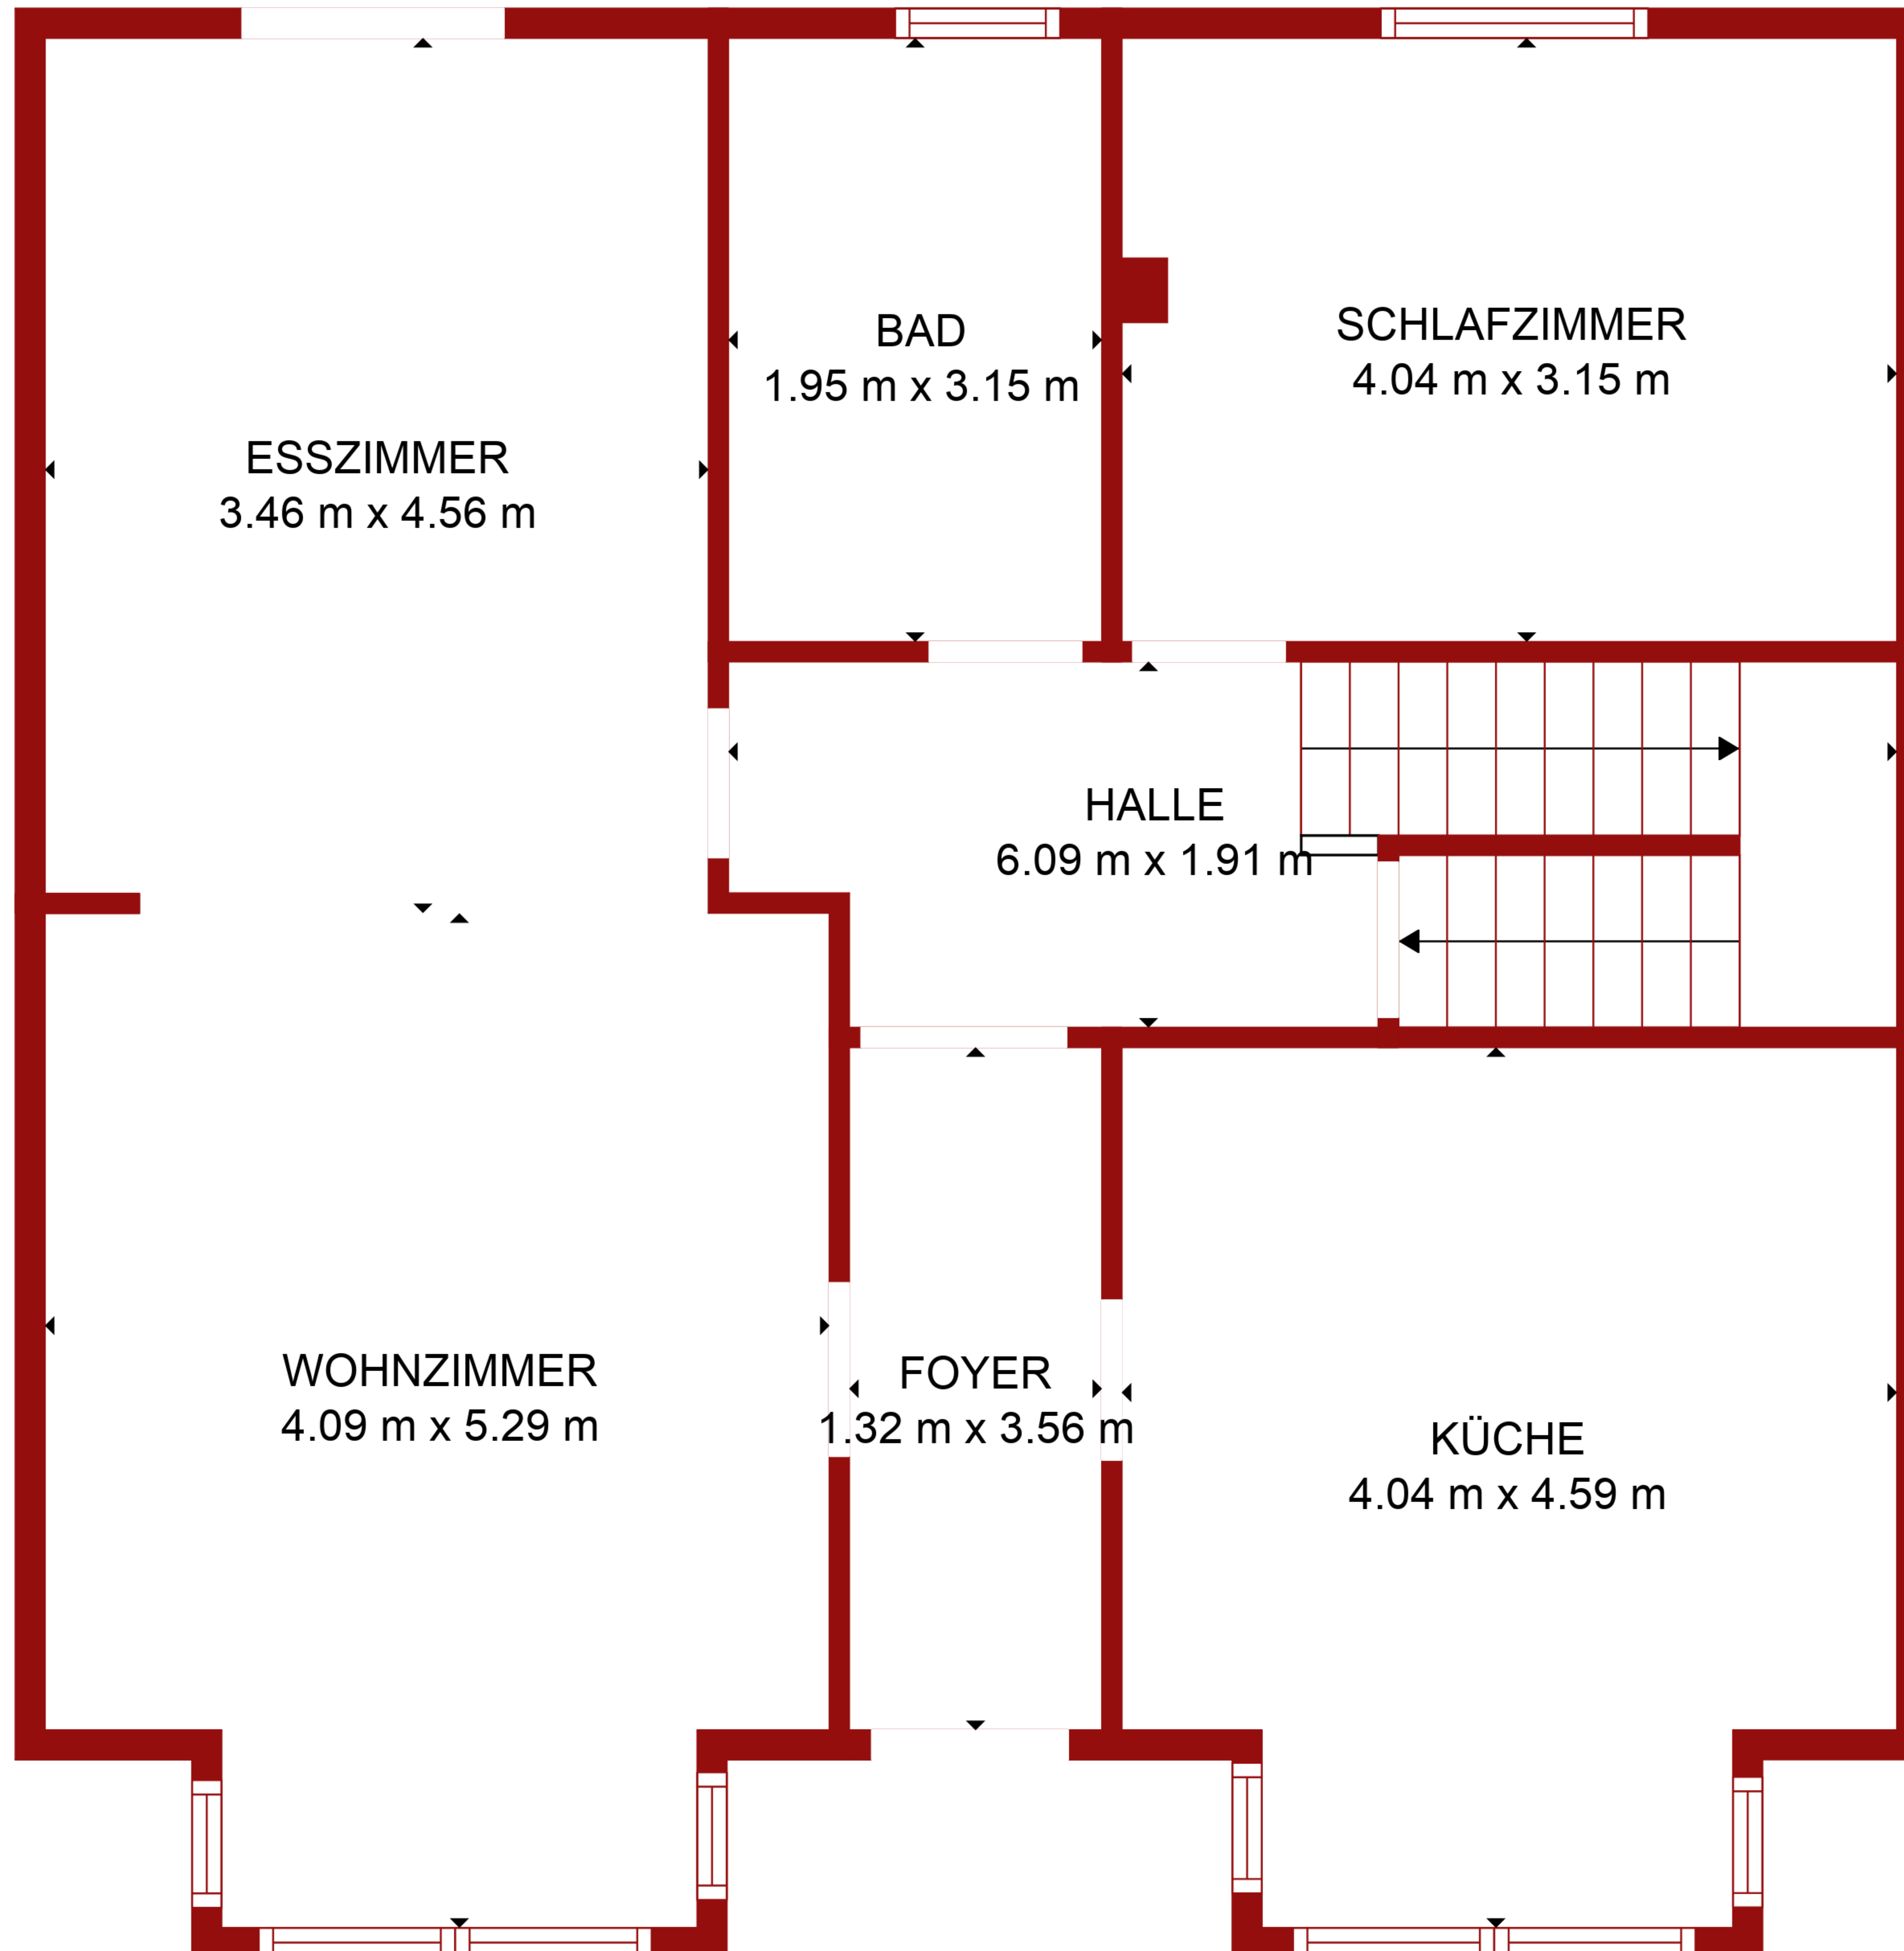 BAD
1.95 m x 3.15 m
SCHLAFZIMMER
4.04 m x 3.15 m
ESSZIMMER
3.46 m x 4.56 m
HALLE
6.09 m x 1.91 m
WOHNZIMMER
4.09 m x 5.29 m
FOYER
1.32 m x 3.56 m
KÜCHE
4.04 m x 4.59 m